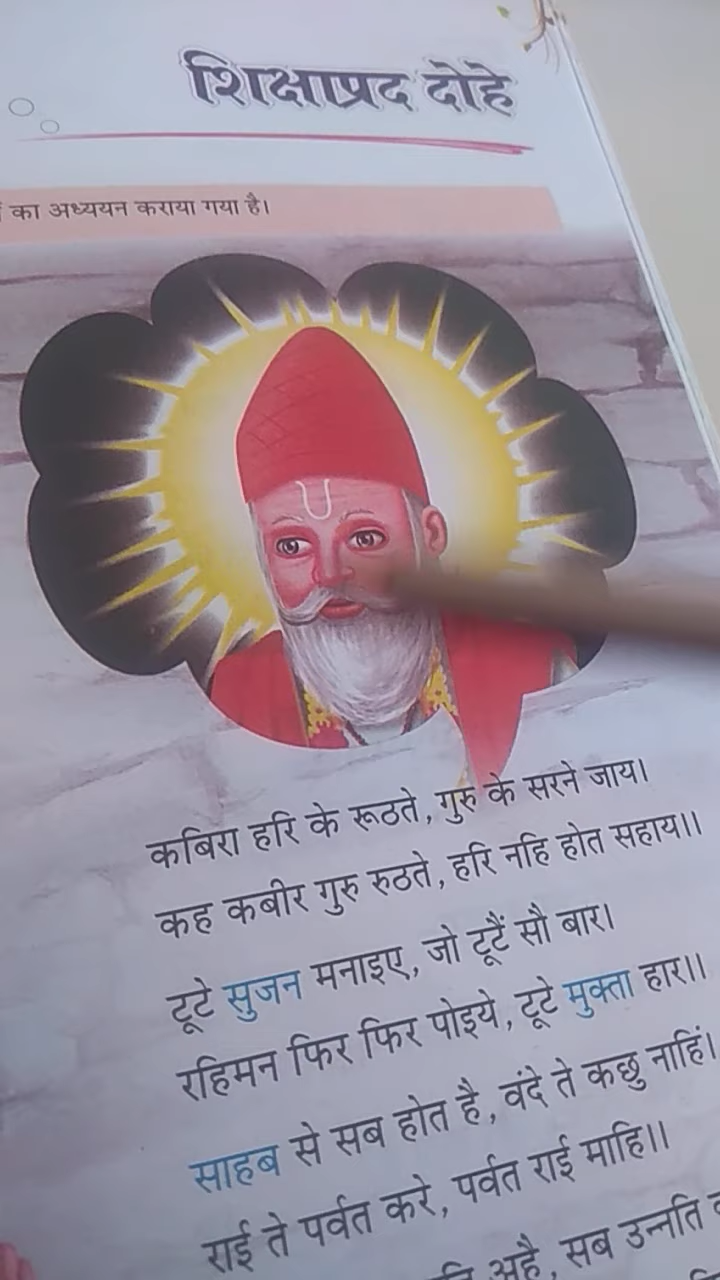 शिक्षाप्रद दोहे
का अध्ययन कराया गया है।
कबिरा हरि के रूठते, गुरु के सरने जाय।
कह कबीर गुरु रुठते, हरि नहि होत सहाय।।
टूटे सुजन मनाइए, जो टूटैं सौ बार।
रहिमन फिर फिर पोइये, टूटे मुक्ता हार।।
साहब से सब होत है, वंदे ते कछु नाहिं।
राई ते पर्वत करे, पर्वत राई माहि।।
अहै, सब उन्नति